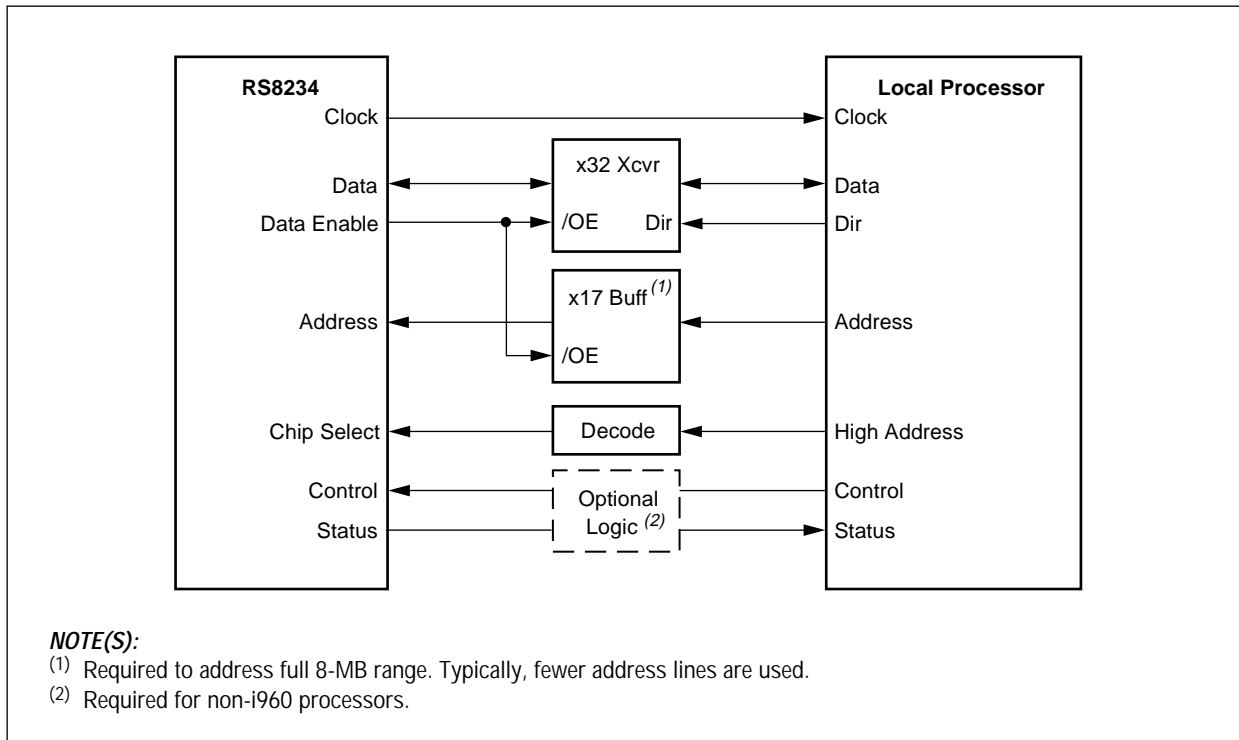 RS8234
Local Processor
Clock
Clock
x32 Xcvr
Data
Data
Data Enable
/OE
Dir
Dir
x17 Buff (1)
Address
Address
/OE
Chip Select
Decode
High Address
Control
Optional
Logic (2)
Control
Status
Status
NOTE(S):
(1) Required to address full 8-MB range. Typically, fewer address lines are used.
(2) Required for non-i960 processors.